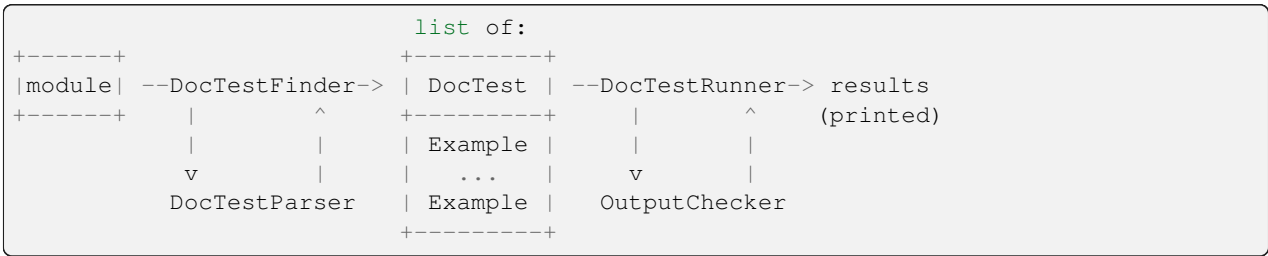 list of:
+------+                   +---------+
|module| --DocTestFinder-> | DocTest | --DocTestRunner-> results
+------+    |        ^     +---------+     |       ^    (printed)
            |        |     | Example |     |       |
            v        |     |   ...   |     v       |
           DocTestParser   | Example |   OutputChecker
                           +---------+